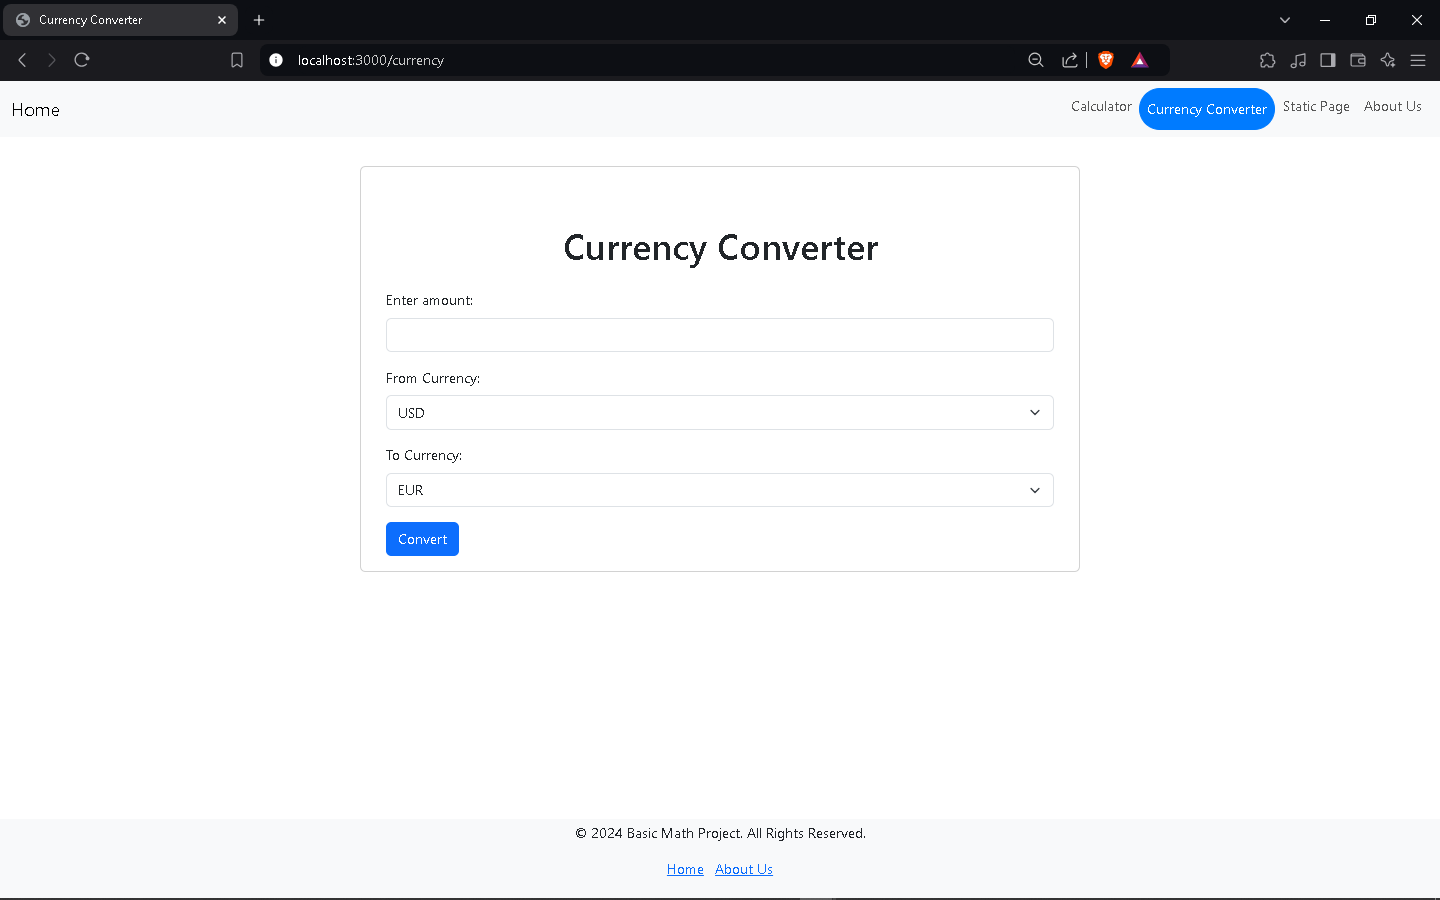 Currency Converter
localhost:3000/currency
Home
Calculator
Currency Converter
Static Page
About Us
Currency Converter
Enter amount:
From Currency:
USD
To Currency:
EUR
Convert
© 2024 Basic Math Project. All Rights Reserved.
Home About Us